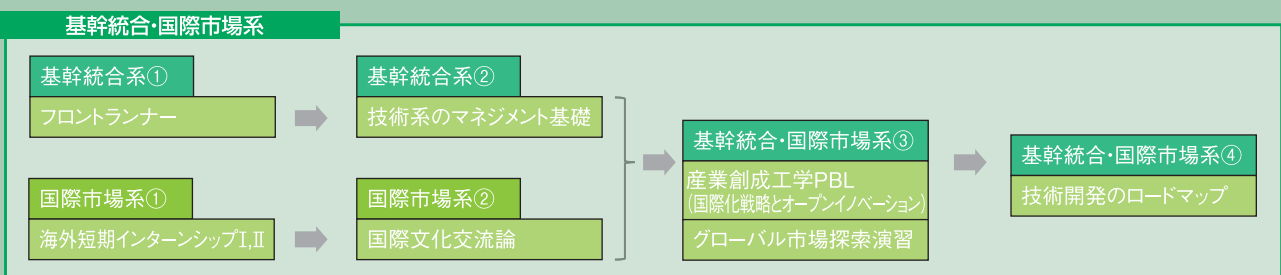 基幹統合・国際市場系
基幹統合系①
フロントランナー
基幹統合系②
技術系のマネジメント基礎
国際市場系①
海外短期インターンシップⅠ,Ⅱ
国際市場系②
国際文化交流論
基幹統合・国際市場系③
産業創成工学PBL
(国際化戦略とオープンイノベーション)
グローバル市場探索演習
基幹統合・国際市場系④
技術開発のロードマップ